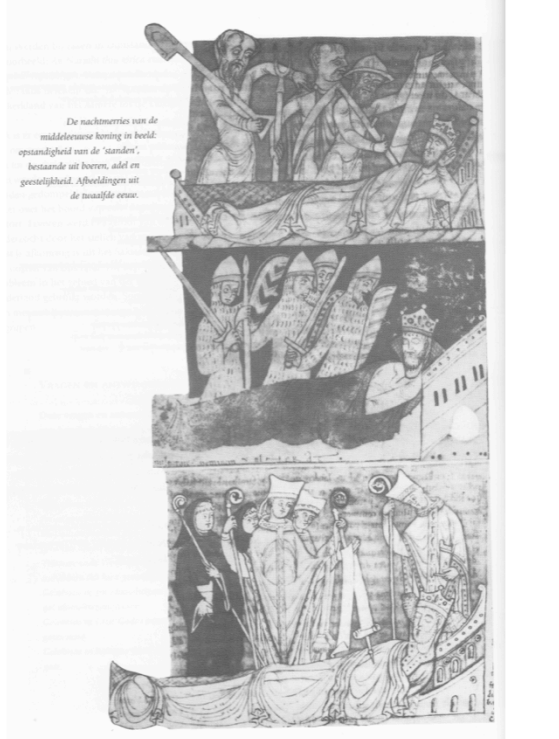 De nachtmerries van de
middeleeuwse koning in beeld:
opstandigheid van de 'standen',
bestaande uit boeren, adel en
geestelijkheid. Afbeeldingen uit
de twaalfde eeuw.